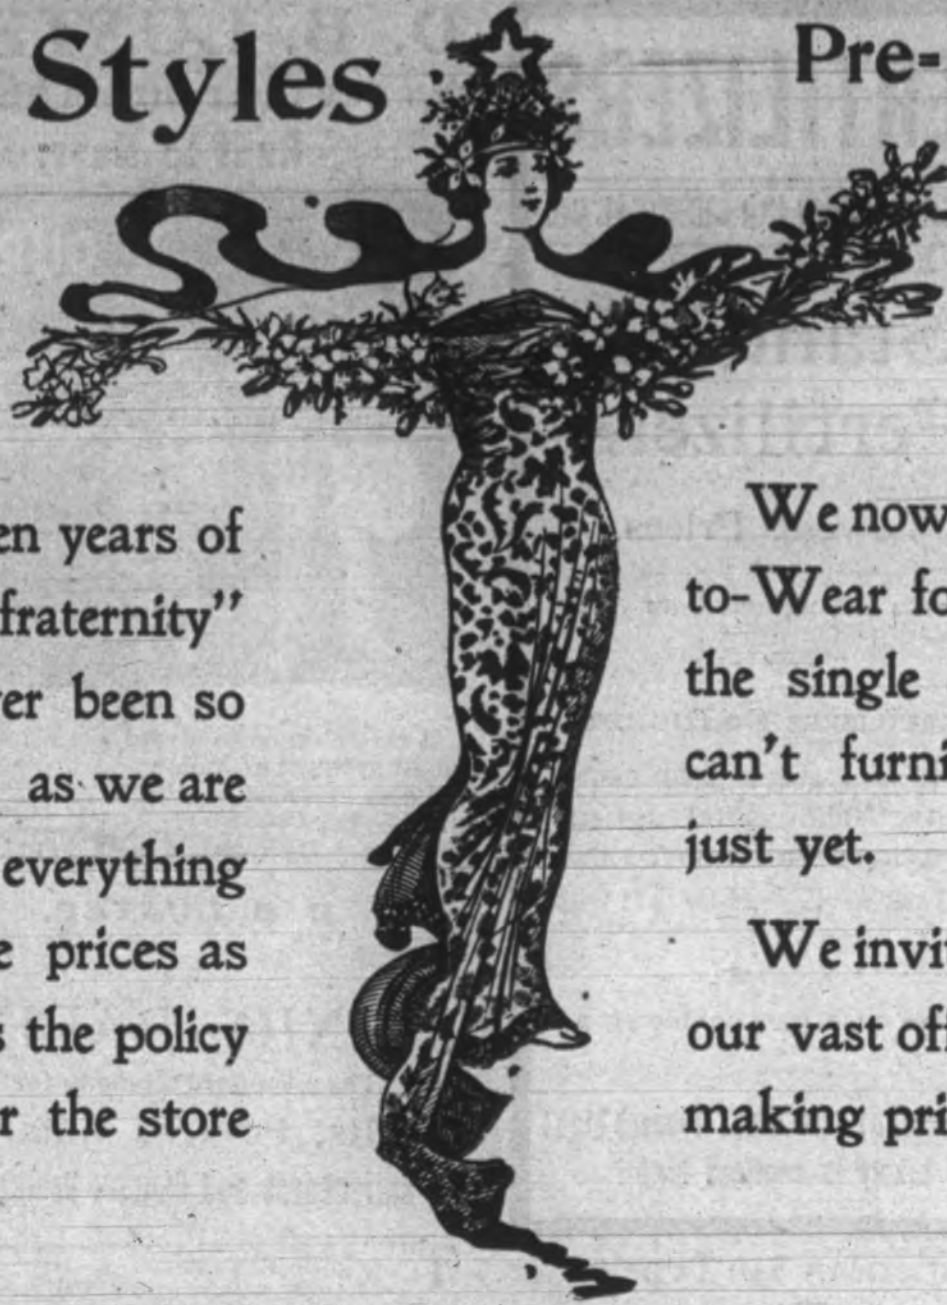 Styles
Pre-
en years of
fraternity"
er been so
as we are
everything
e prices as
s the policy
r the store
We now
to-Wear fo
the single
can't furni
just yet.
We invi
our vast of
making pri